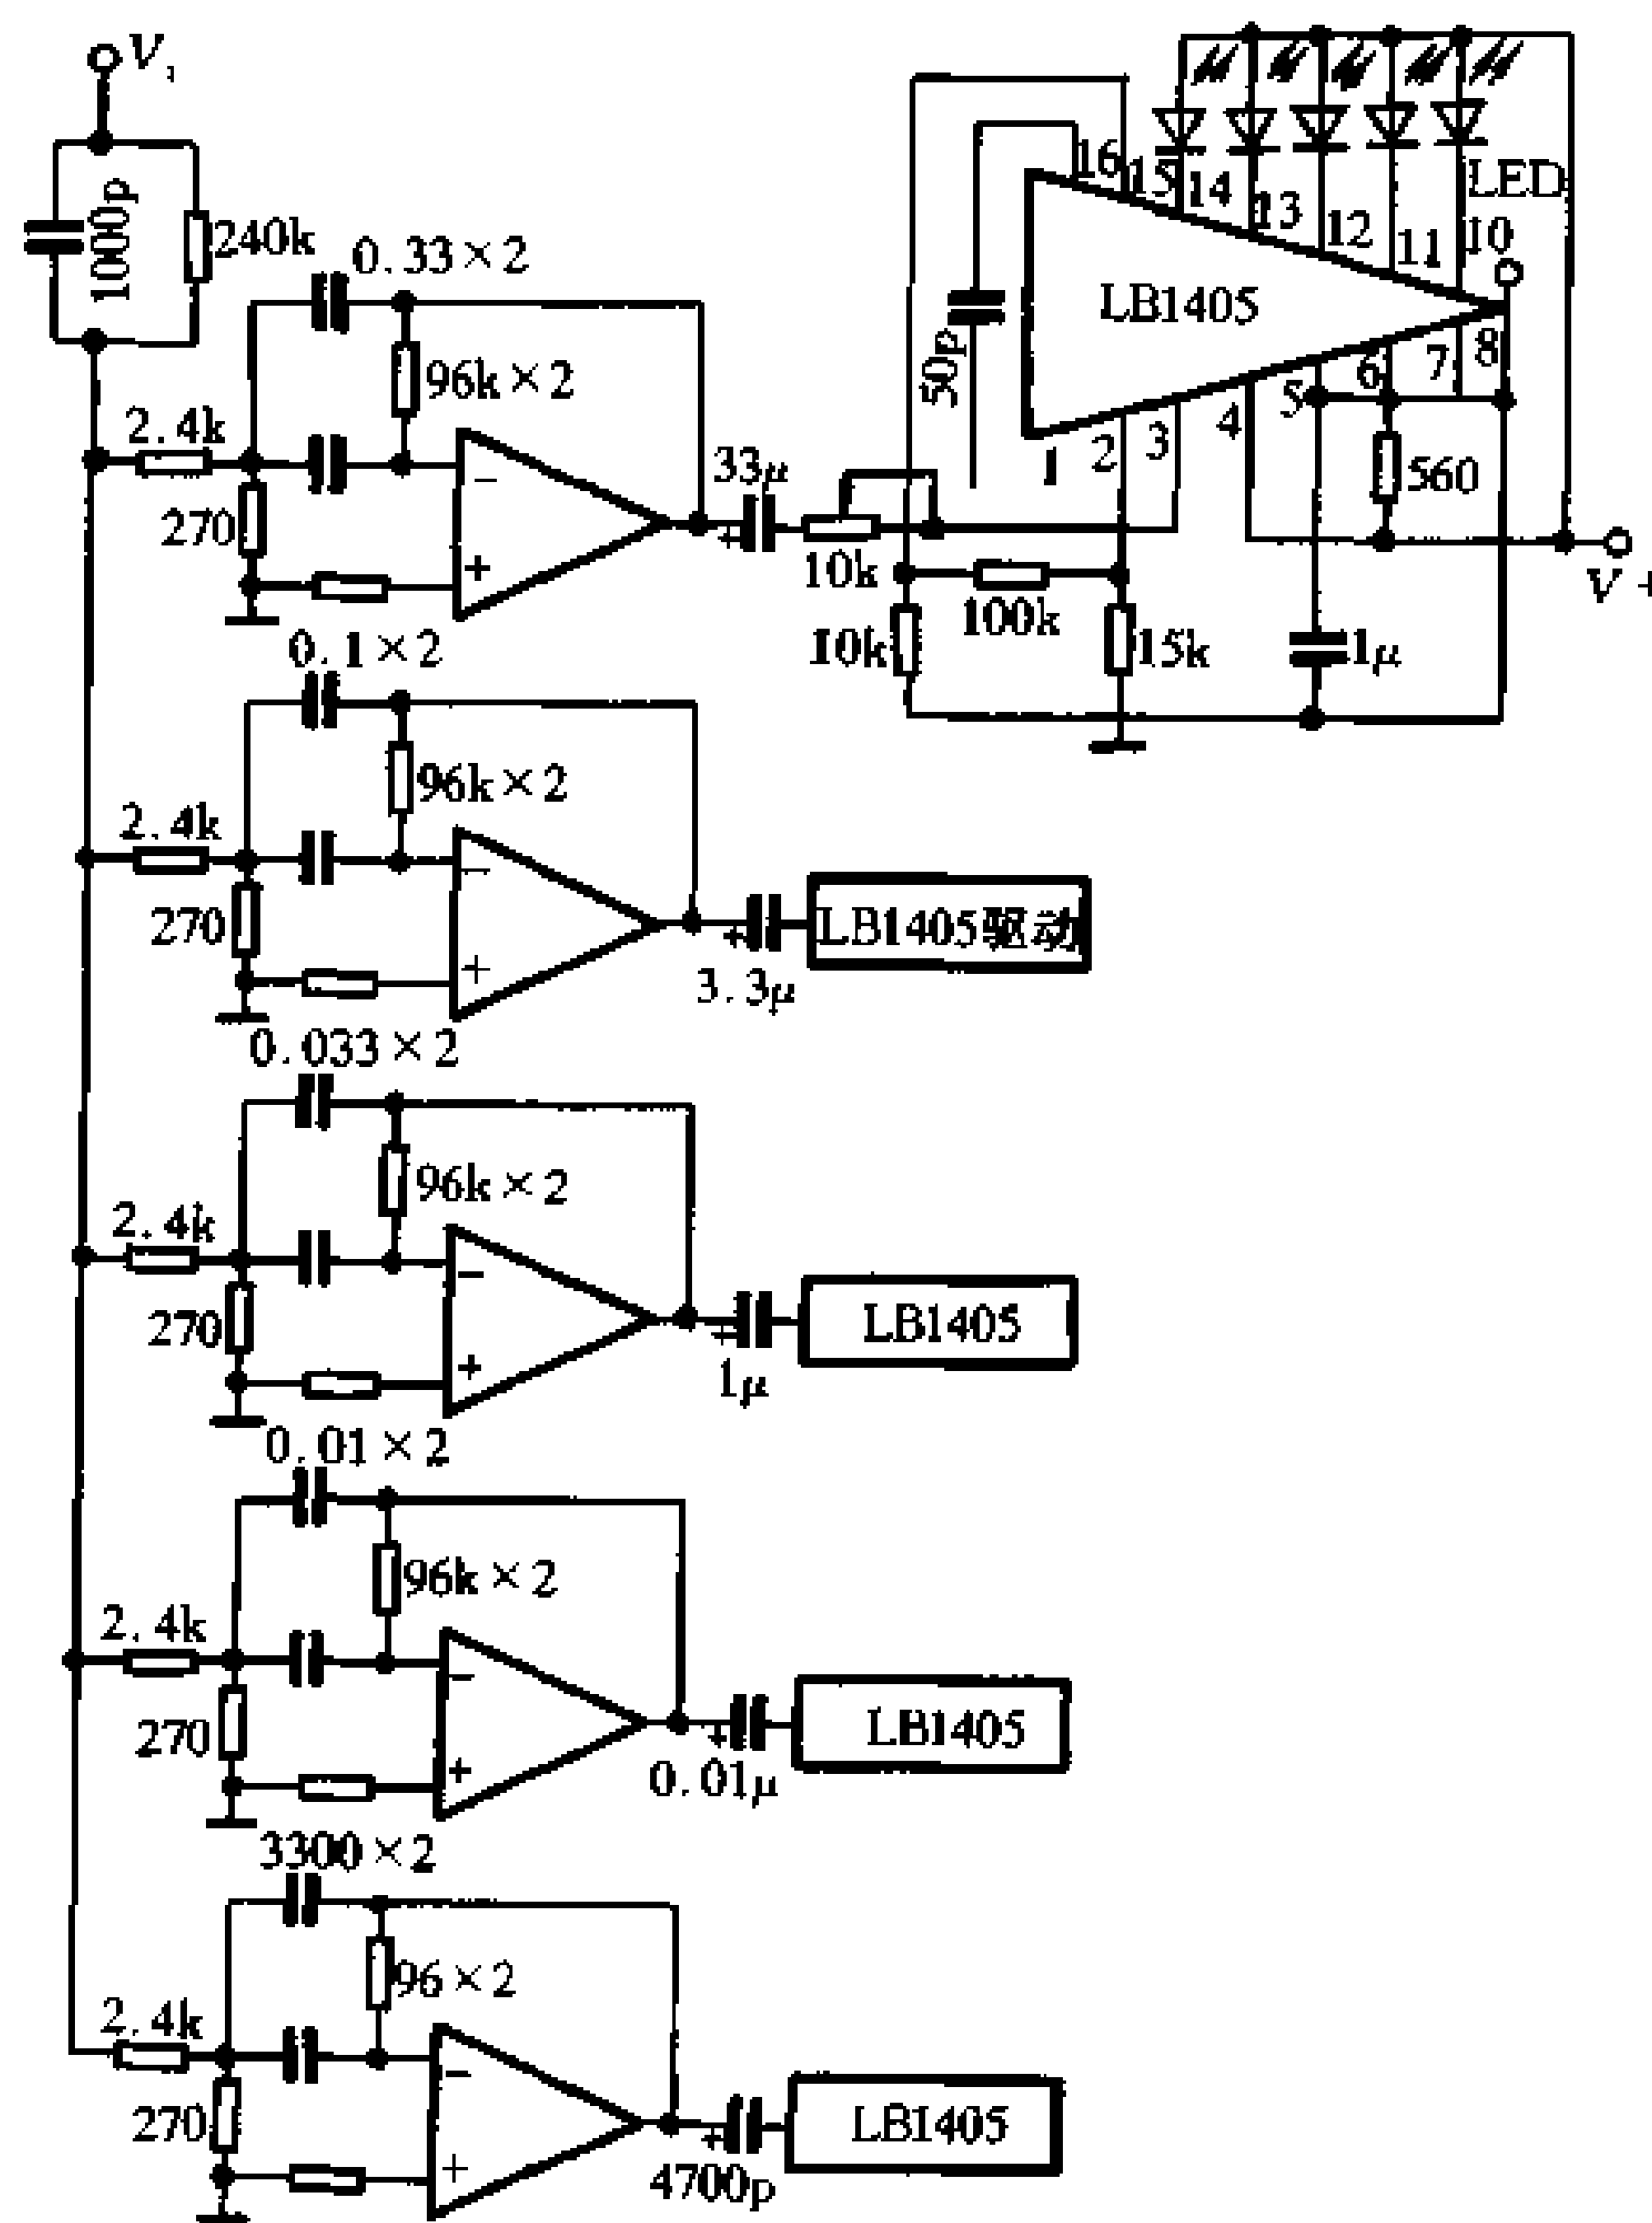 Vi
1000p
240k
0.33×2
96k×2
2.4k
270
33μ
10k
50p
16
15
14
13
12
11
10
LED
LB1405
1
2
3
4
5
6
7
8
560
V+
100k
10k
15k
1μ
0.1×2
96k×2
2.4k
270
3.3μ
LB1405驱动
0.033×2
96k×2
2.4k
270
1μ
LB1405
0.01×2
96k×2
2.4k
270
0.01μ
LB1405
3300×2
96×2
2.4k
270
4700p
LB1405